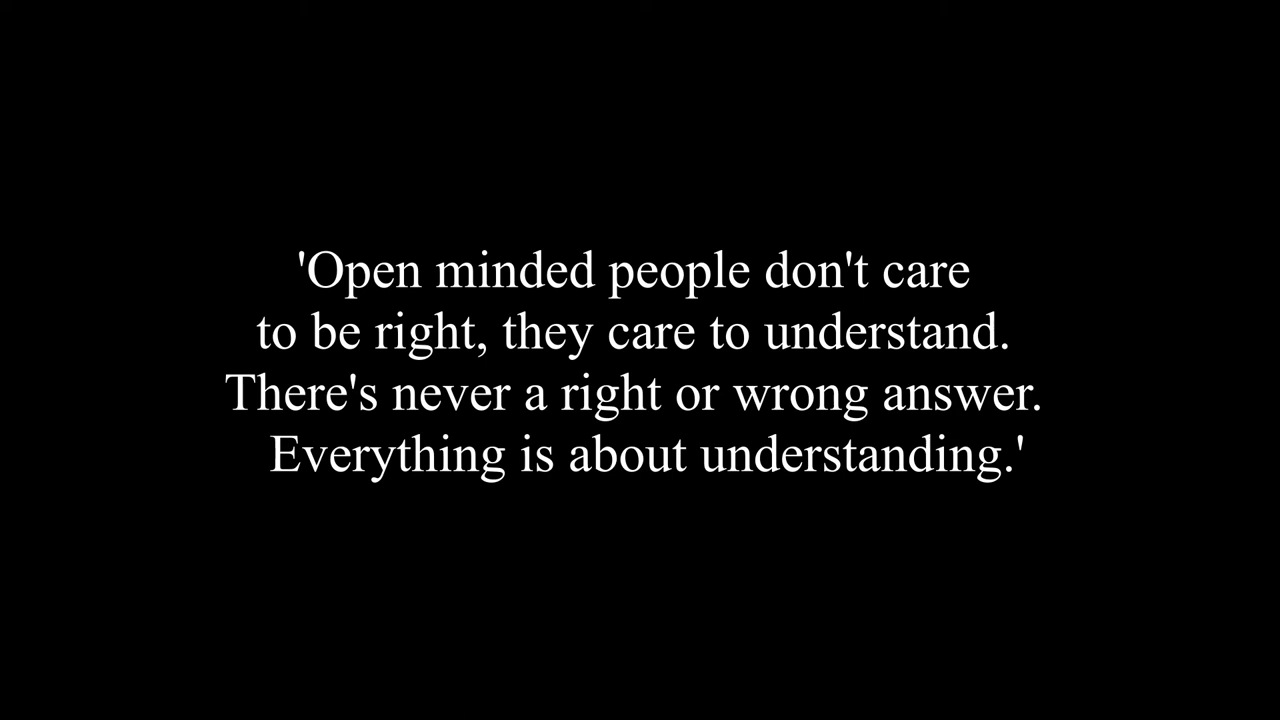 'Open minded people don't care
to be right, they care to understand.
There's never a right or wrong answer.
Everything is about understanding.'